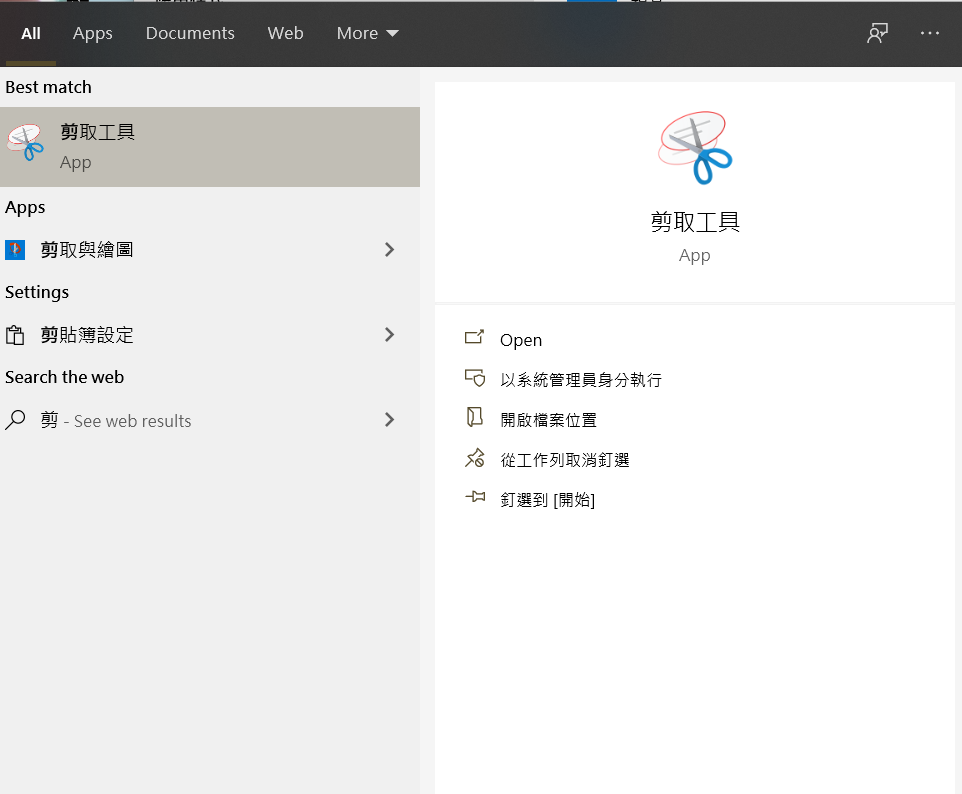 All Apps Documents Web More
Best match
剪取工具
App
Apps
剪取與繪圖
Settings
剪貼簿設定
Search the web
剪 - See web results
剪取工具
App
Open
以系統管理員身分執行
開啟檔案位置
從工作列取消釘選
釘選到 [開始]